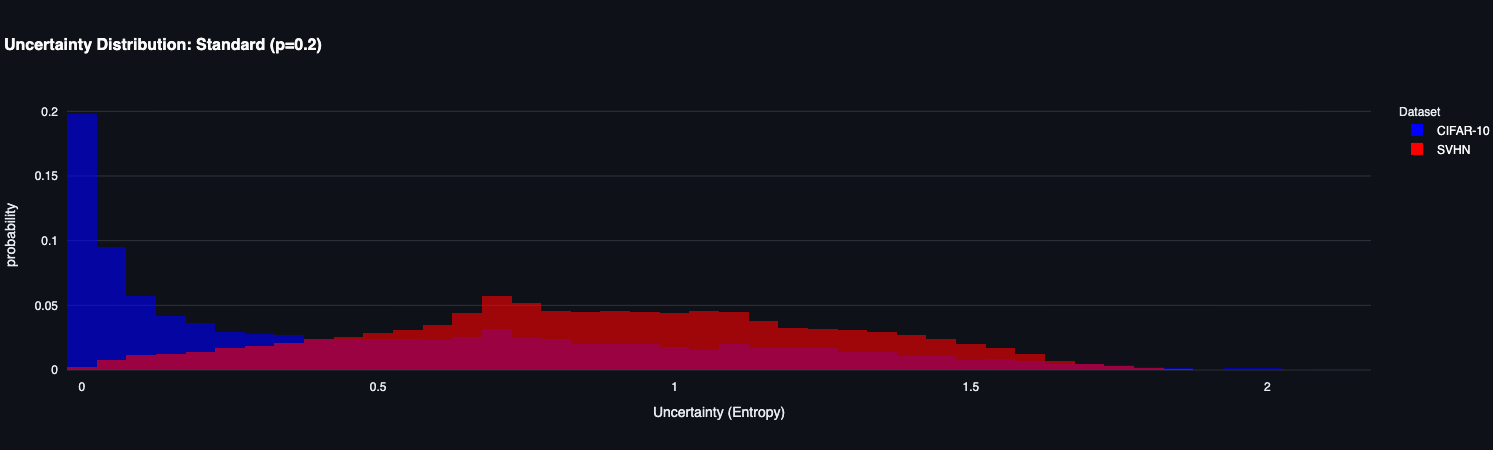 Uncertainty Distribution: Standard (p=0.2)
Dataset
CIFAR-10
SVHN
probability
0.2
0.15
0.1
0.05
0
0
0.5
1
1.5
2
Uncertainty (Entropy)